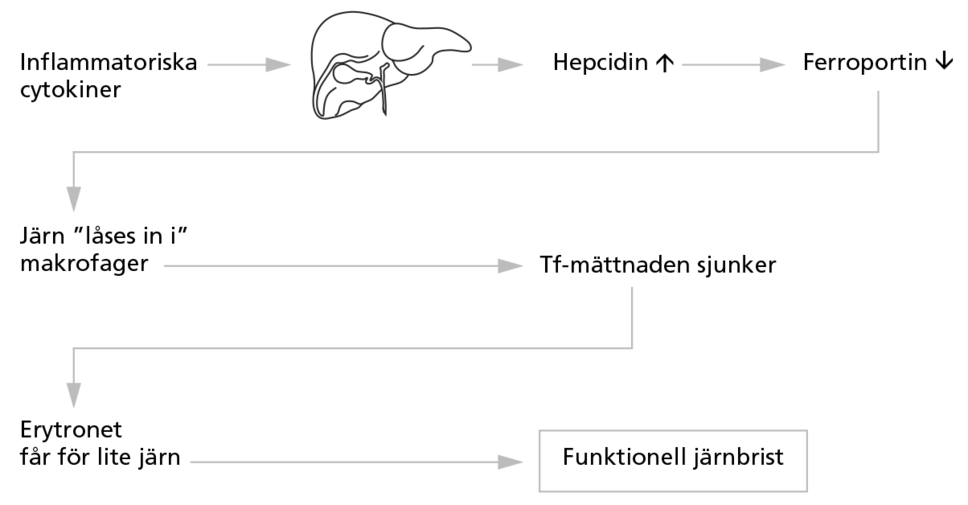 Inflammatoriska
cytokiner
Hepcidin ↑
Ferroportin ↓
Järn ”låses in i”
makrofager
Tf-mättnaden sjunker
Erytronet
får för lite järn
Funktionell järnbrist